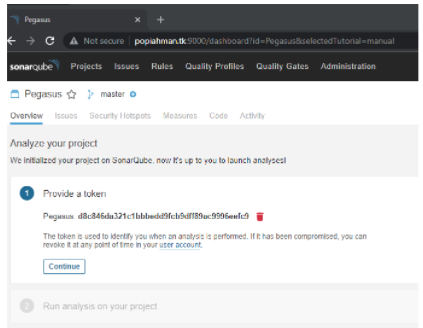 Pegasus
Not secure popiahman.tk:9000/dashboard?id=Pegasus&selectedTutorial=manual
sonarqube Projects Issues Rules Quality Profiles Quality Gates Administration
Pegasus master
Overview Issues Security Hotspots Measures Code Activity
Analyze your project
We initialized your project on SonarQube, now it's up to you to launch analyses!
1 Provide a token
Pegasus
The token is used to identify you when an analysis is performed. If it has been compromised, you can
revoke it at any point of time in your user account.
Continue
2 Run analysis on your project